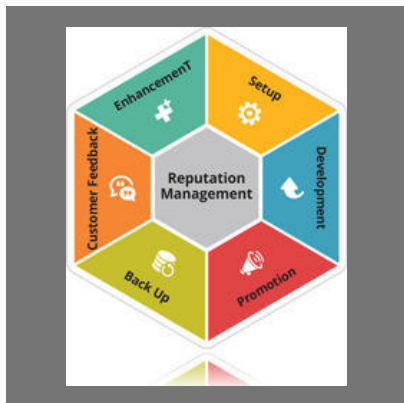 EnhancemenT
Setup
Customer Feedback
Reputation
Management
Development
Back Up
Promotion